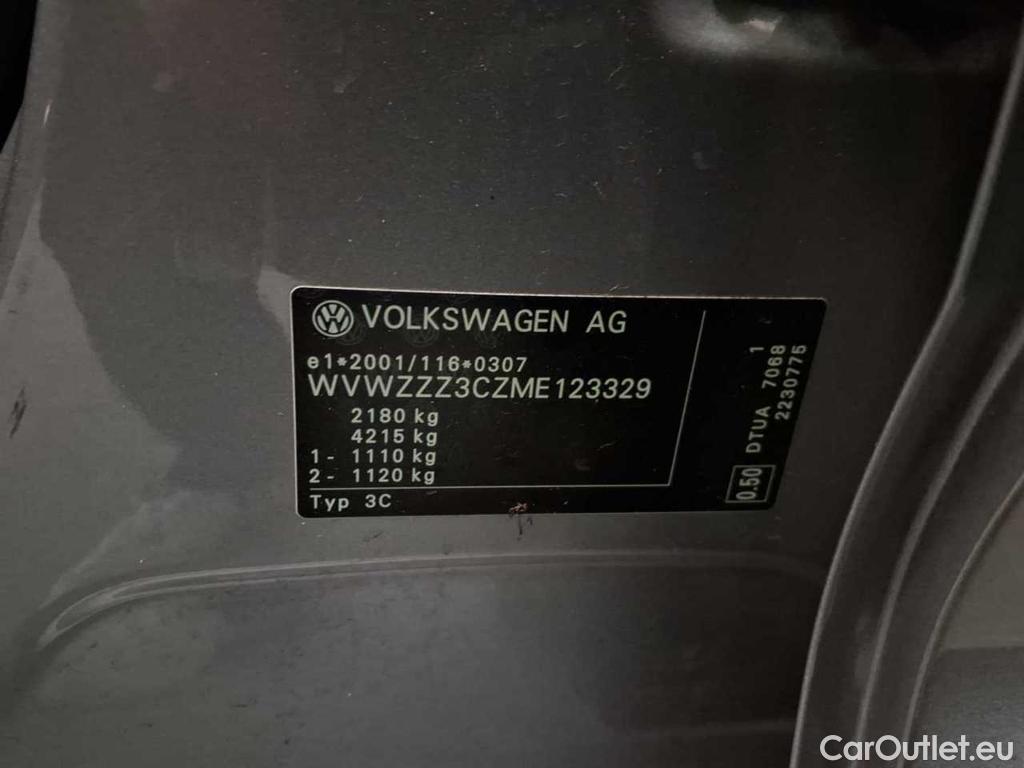 VOLKSWAGEN AG
e1*2001/116*0307
WVWZZZ3CZME123329
2180 kg
4215 kg
1- 1110 kg
2- 1120 kg
Typ 3C
0.50 DTUA 7068 1
2230775
CarOutlet.eu